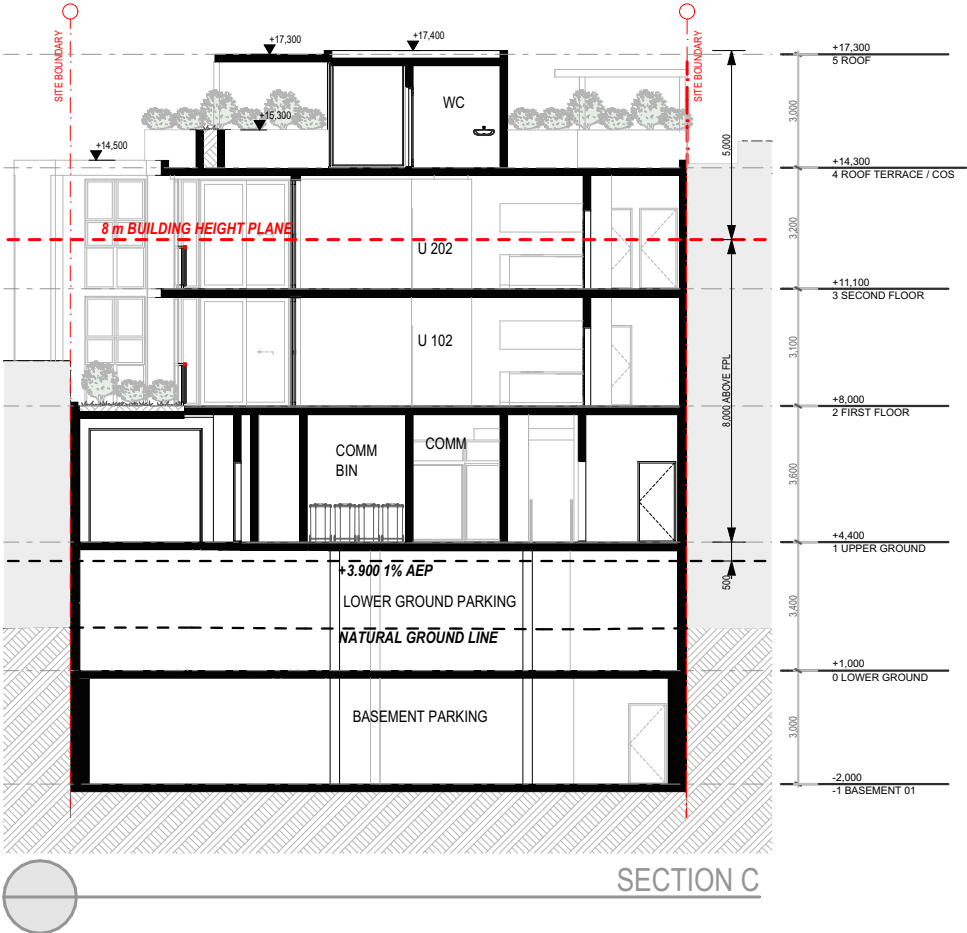 SITE BOUNDARY
+17,300
+17,400
SITE BOUNDARY
+17,300
5 ROOF
WC
+15,300
3.000
5,000
+14,500
+14,300
4 ROOF TERRACE / COS
8 m BUILDING HEIGHT PLANE
U 202
3.200
+11,100
3 SECOND FLOOR
U 102
3.100
8,000 ABOVE FPL
+8,000
2 FIRST FLOOR
COMM
BIN
COMM
3.600
+4,400
1 UPPER GROUND
+3.900 1% AEP
500
LOWER GROUND PARKING
3.400
NATURAL GROUND LINE
+1,000
0 LOWER GROUND
BASEMENT PARKING
3.000
-2,000
-1 BASEMENT 01
SECTION C